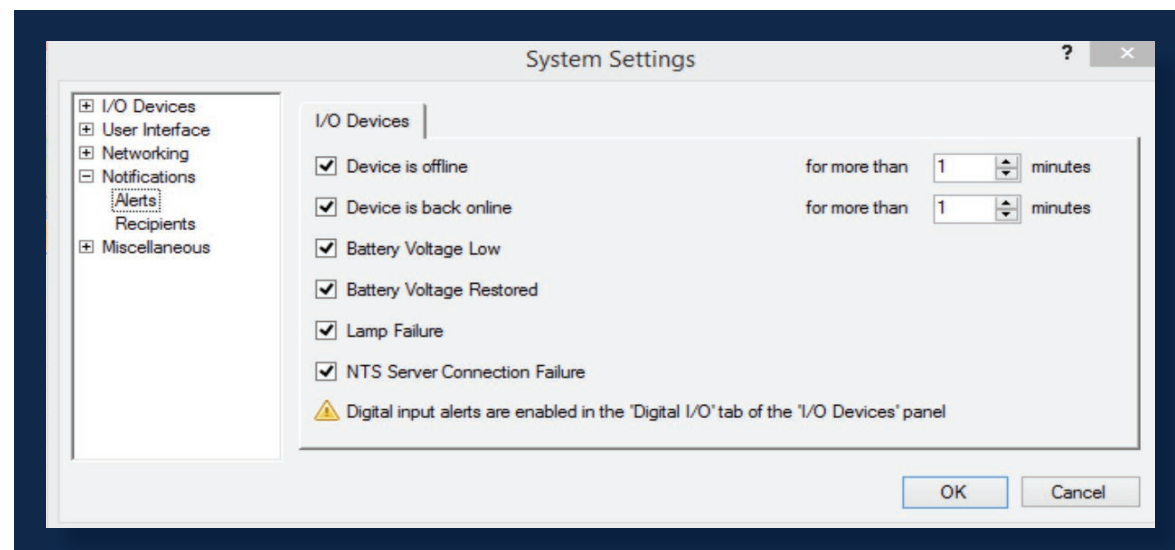 System Settings
?
I/O Devices
User Interface
Networking
Notifications
Alerts
Recipients
Miscellaneous
I/O Devices
Device is offline for more than 1 minutes
Device is back online for more than 1 minutes
Battery Voltage Low
Battery Voltage Restored
Lamp Failure
NTS Server Connection Failure
Digital input alerts are enabled in the 'Digital I/O' tab of the 'I/O Devices' panel
OK Cancel